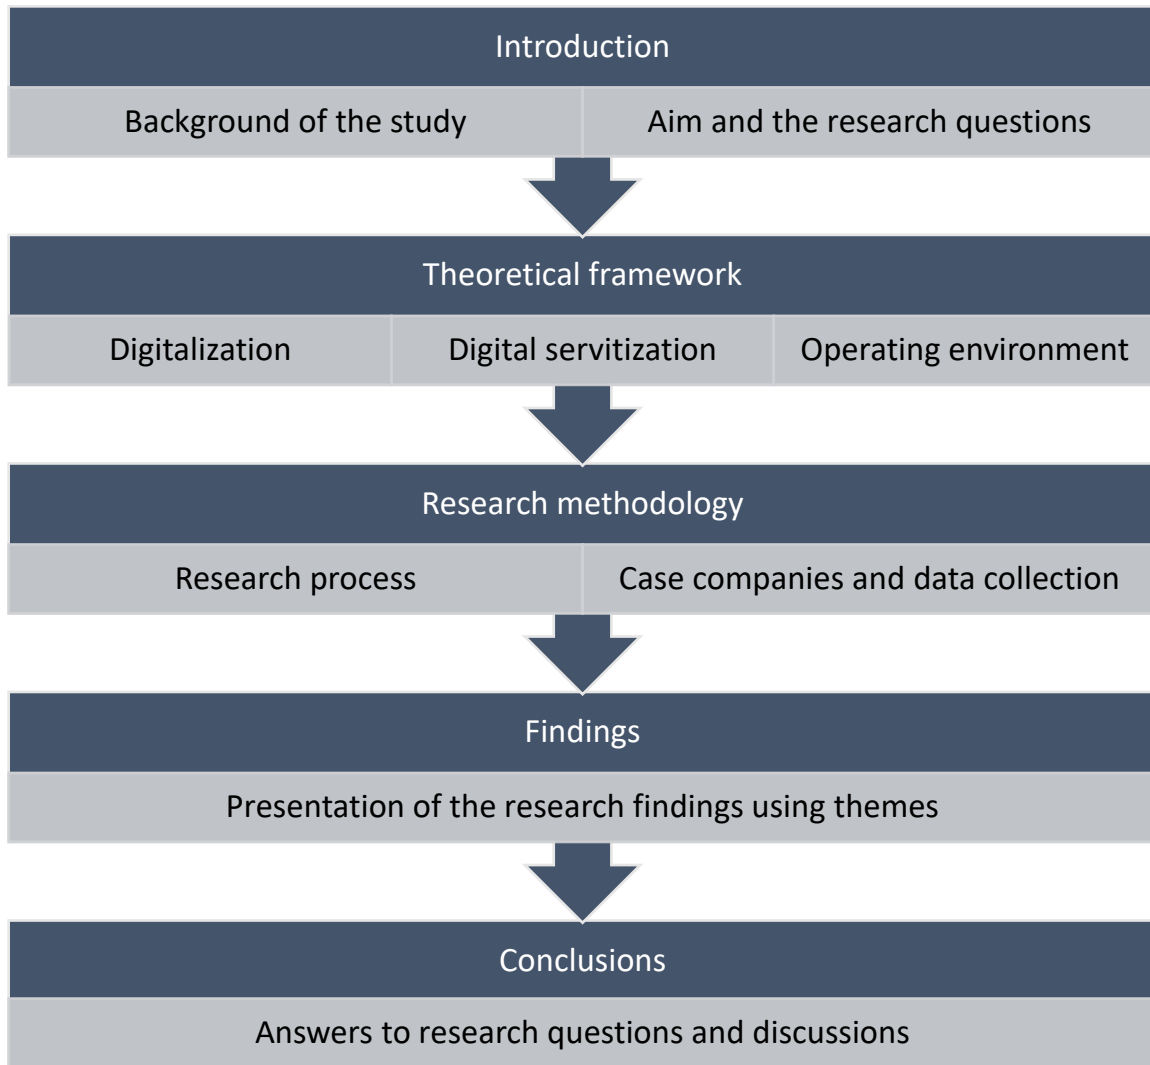 Introduction
Background of the study
Aim and the research questions
Theoretical framework
Digitalization
Digital servitization
Operating environment
Research methodology
Research process
Case companies and data collection
Findings
Presentation of the research findings using themes
Conclusions
Answers to research questions and discussions